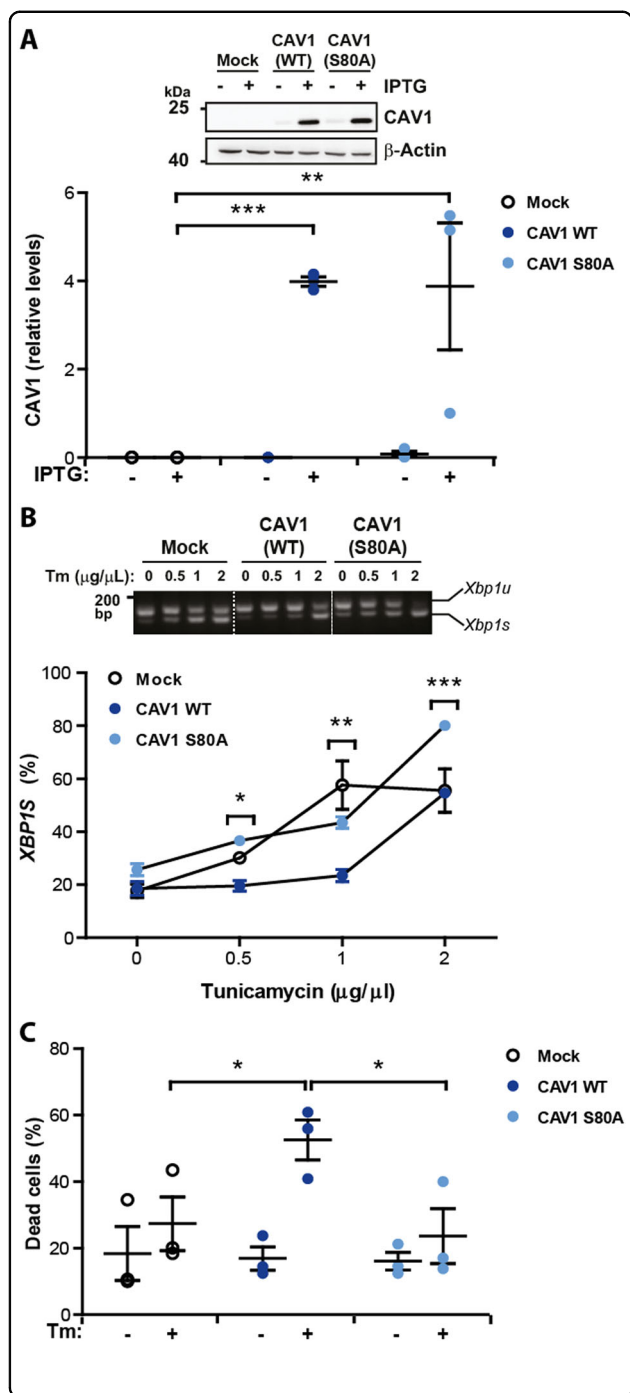 A
Mock
CAV1 (WT)
CAV1 (S80A)
- + - + - + IPTG
kDa
25
CAV1
40
β-Actin
**
***
Mock
CAV1 WT
CAV1 S80A
CAV1 (relative levels)
6
4
2
0
IPTG: - + - + - +
B
Mock
CAV1 (WT)
CAV1 (S80A)
Tm (μg/μL): 0 0.5 1 2 0 0.5 1 2 0 0.5 1 2
200 bp
Xbp1u
Xbp1s
Mock
CAV1 WT
CAV1 S80A
*
**
***
XBP1S (%)
100
80
60
40
20
0
0 0.5 1 2
Tunicamycin (μg/μl)
C
Mock
CAV1 WT
CAV1 S80A
* *
Dead cells (%)
80
60
40
20
0
Tm: - + - + - +